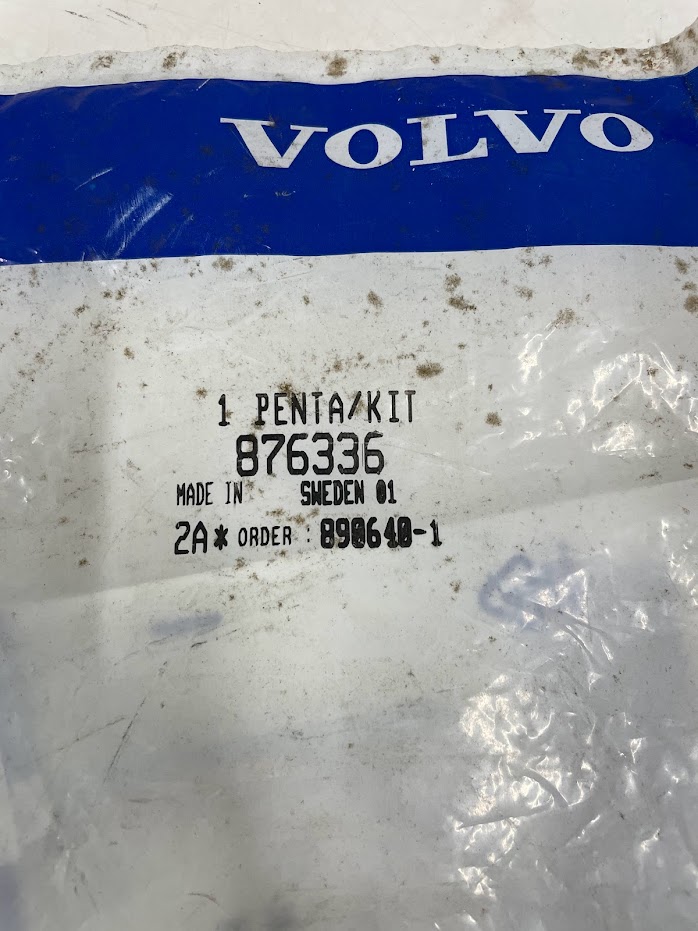 VOLVO
1 PENTA/KIT
876336
MADE IN SWEDEN 01
2A* ORDER : 890640-1